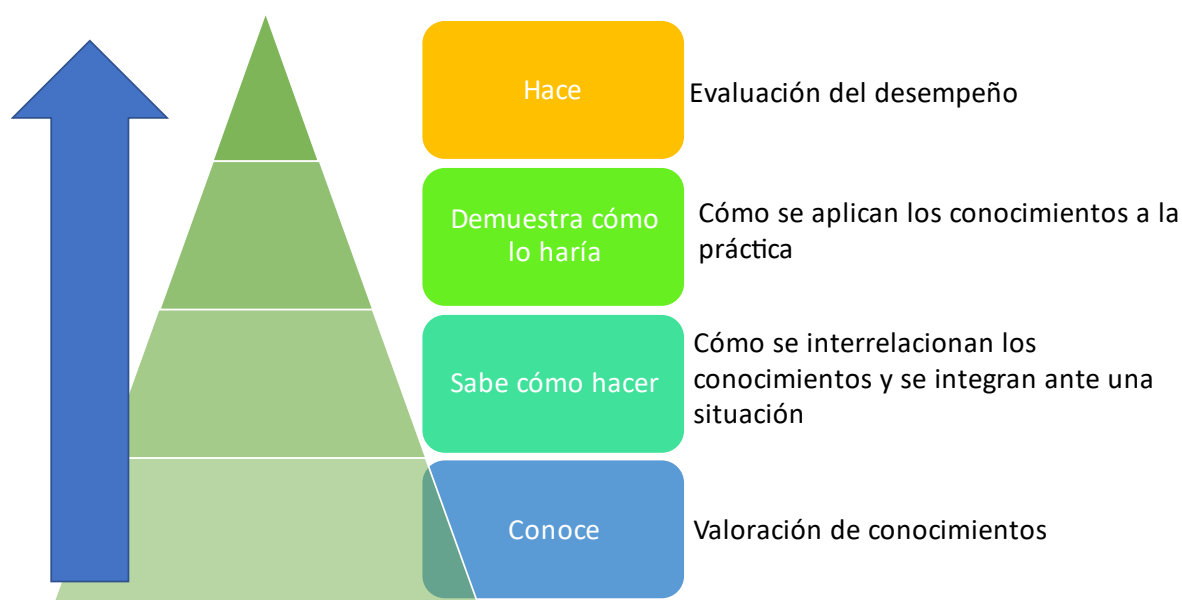 Hace
Evaluación del desempeño
Demuestra cómo
lo haría
Cómo se aplican los conocimientos a la
práctica
Sabe cómo hacer
Cómo se interrelacionan los
conocimientos y se integran ante una
situación
Conoce
Valoración de conocimientos